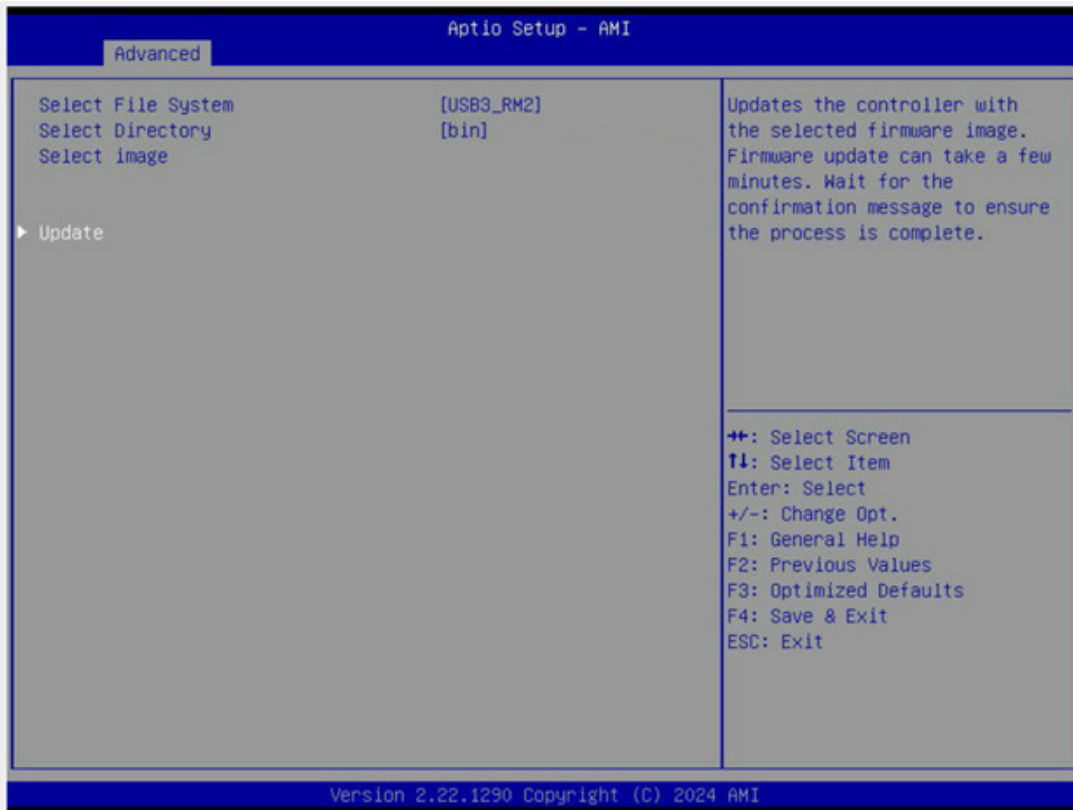 Aptio Setup - AMI
Advanced
Select File System [USB3_RM2]
Select Directory [bin]
Select image
Update
Updates the controller with
the selected firmware image.
Firmware update can take a few
minutes. Wait for the
confirmation message to ensure
the process is complete.
→←: Select Screen
↑↓: Select Item
Enter: Select
+/-: Change Opt.
F1: General Help
F2: Previous Values
F3: Optimized Defaults
F4: Save & Exit
ESC: Exit
Version 2.22.1290 Copyright (C) 2024 AMI